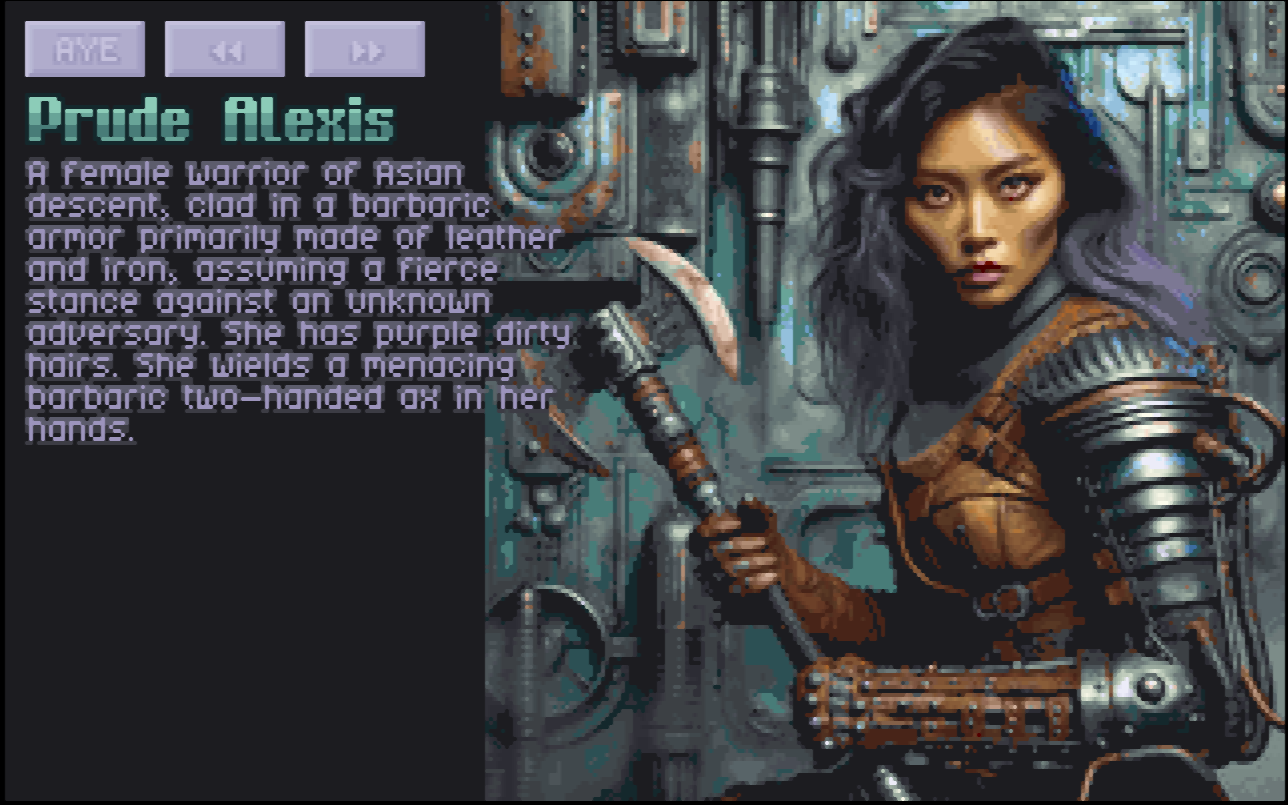 AYE
Prude Alexis
A female warrior of Asian
descent, clad in a barbaric
armor primarily made of leather
and iron, assuming a fierce
stance against an unknown
adversary. She has purple dirty
hairs. She wields a menacing
barbaric two-handed ax in her
hands.